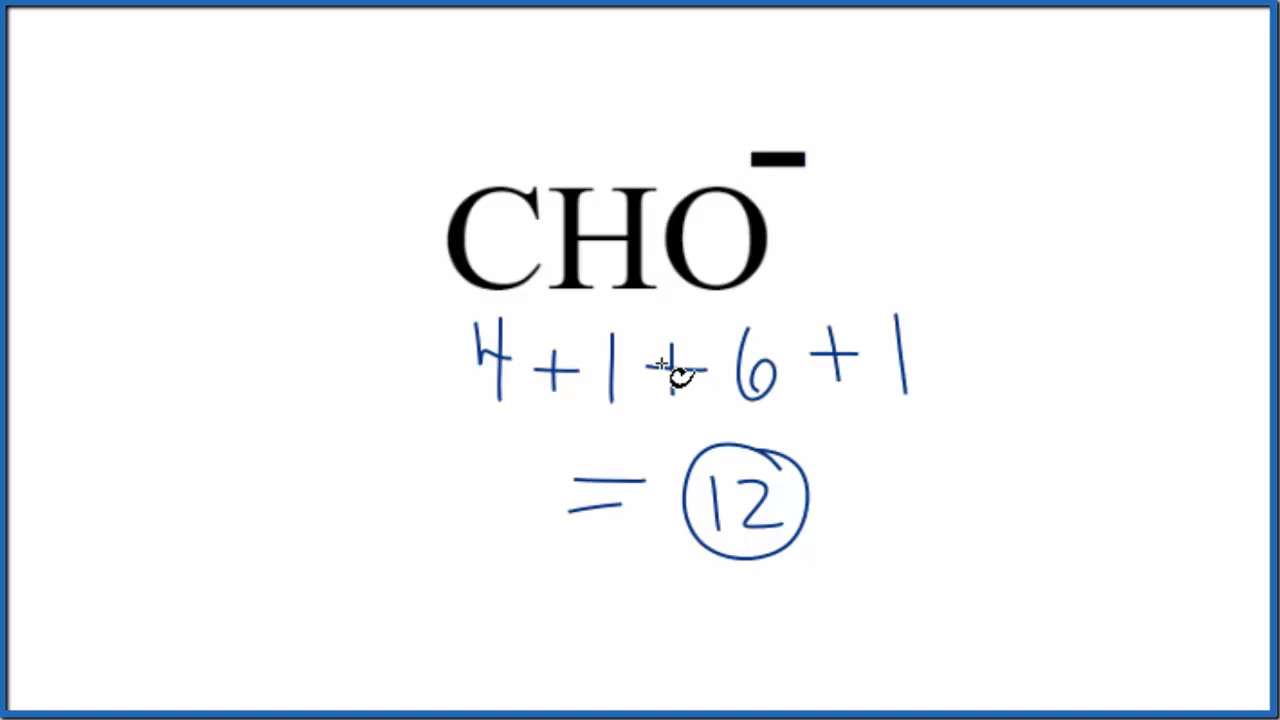 CHO⁻
4 + 1 + 6 + 1
= 12